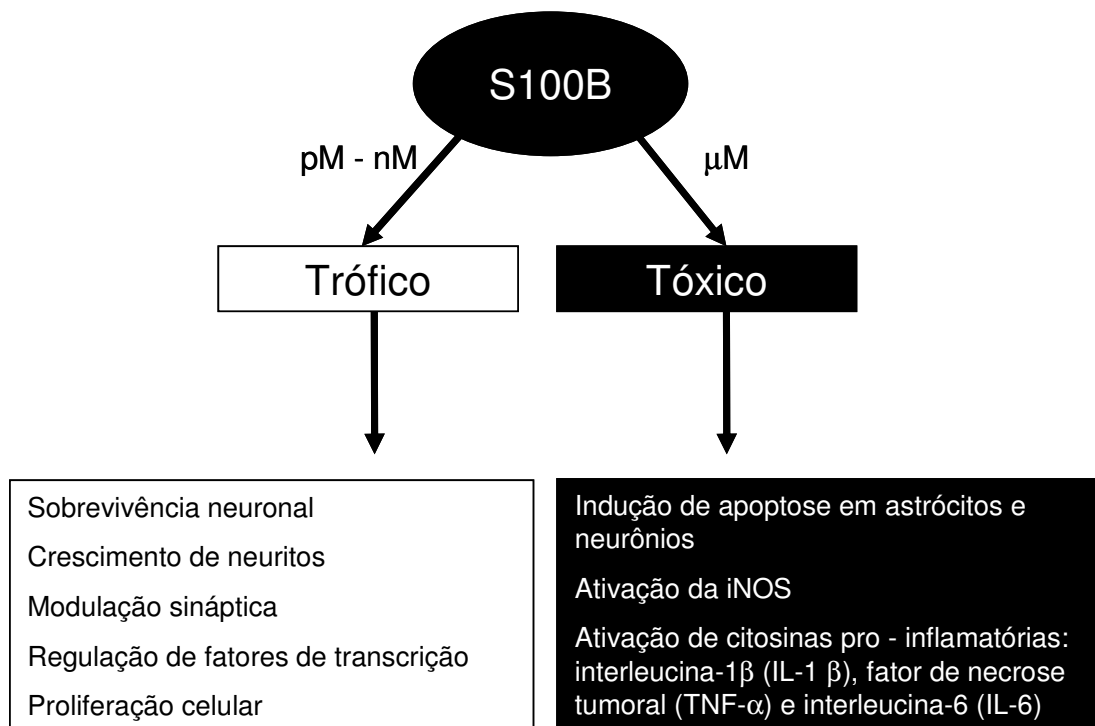 S100B
pM - nM
μM
Trófico
Tóxico
Sobrevivência neuronal
Crescimento de neuritos
Modulação sináptica
Regulação de fatores de transcrição
Proliferação celular
Indução de apoptose em astrócitos e
neurônios
Ativação da iNOS
Ativação de citosinas pro - inflamatórias:
interleucina-1β (IL-1 β), fator de necrose
tumoral (TNF-α) e interleucina-6 (IL-6)